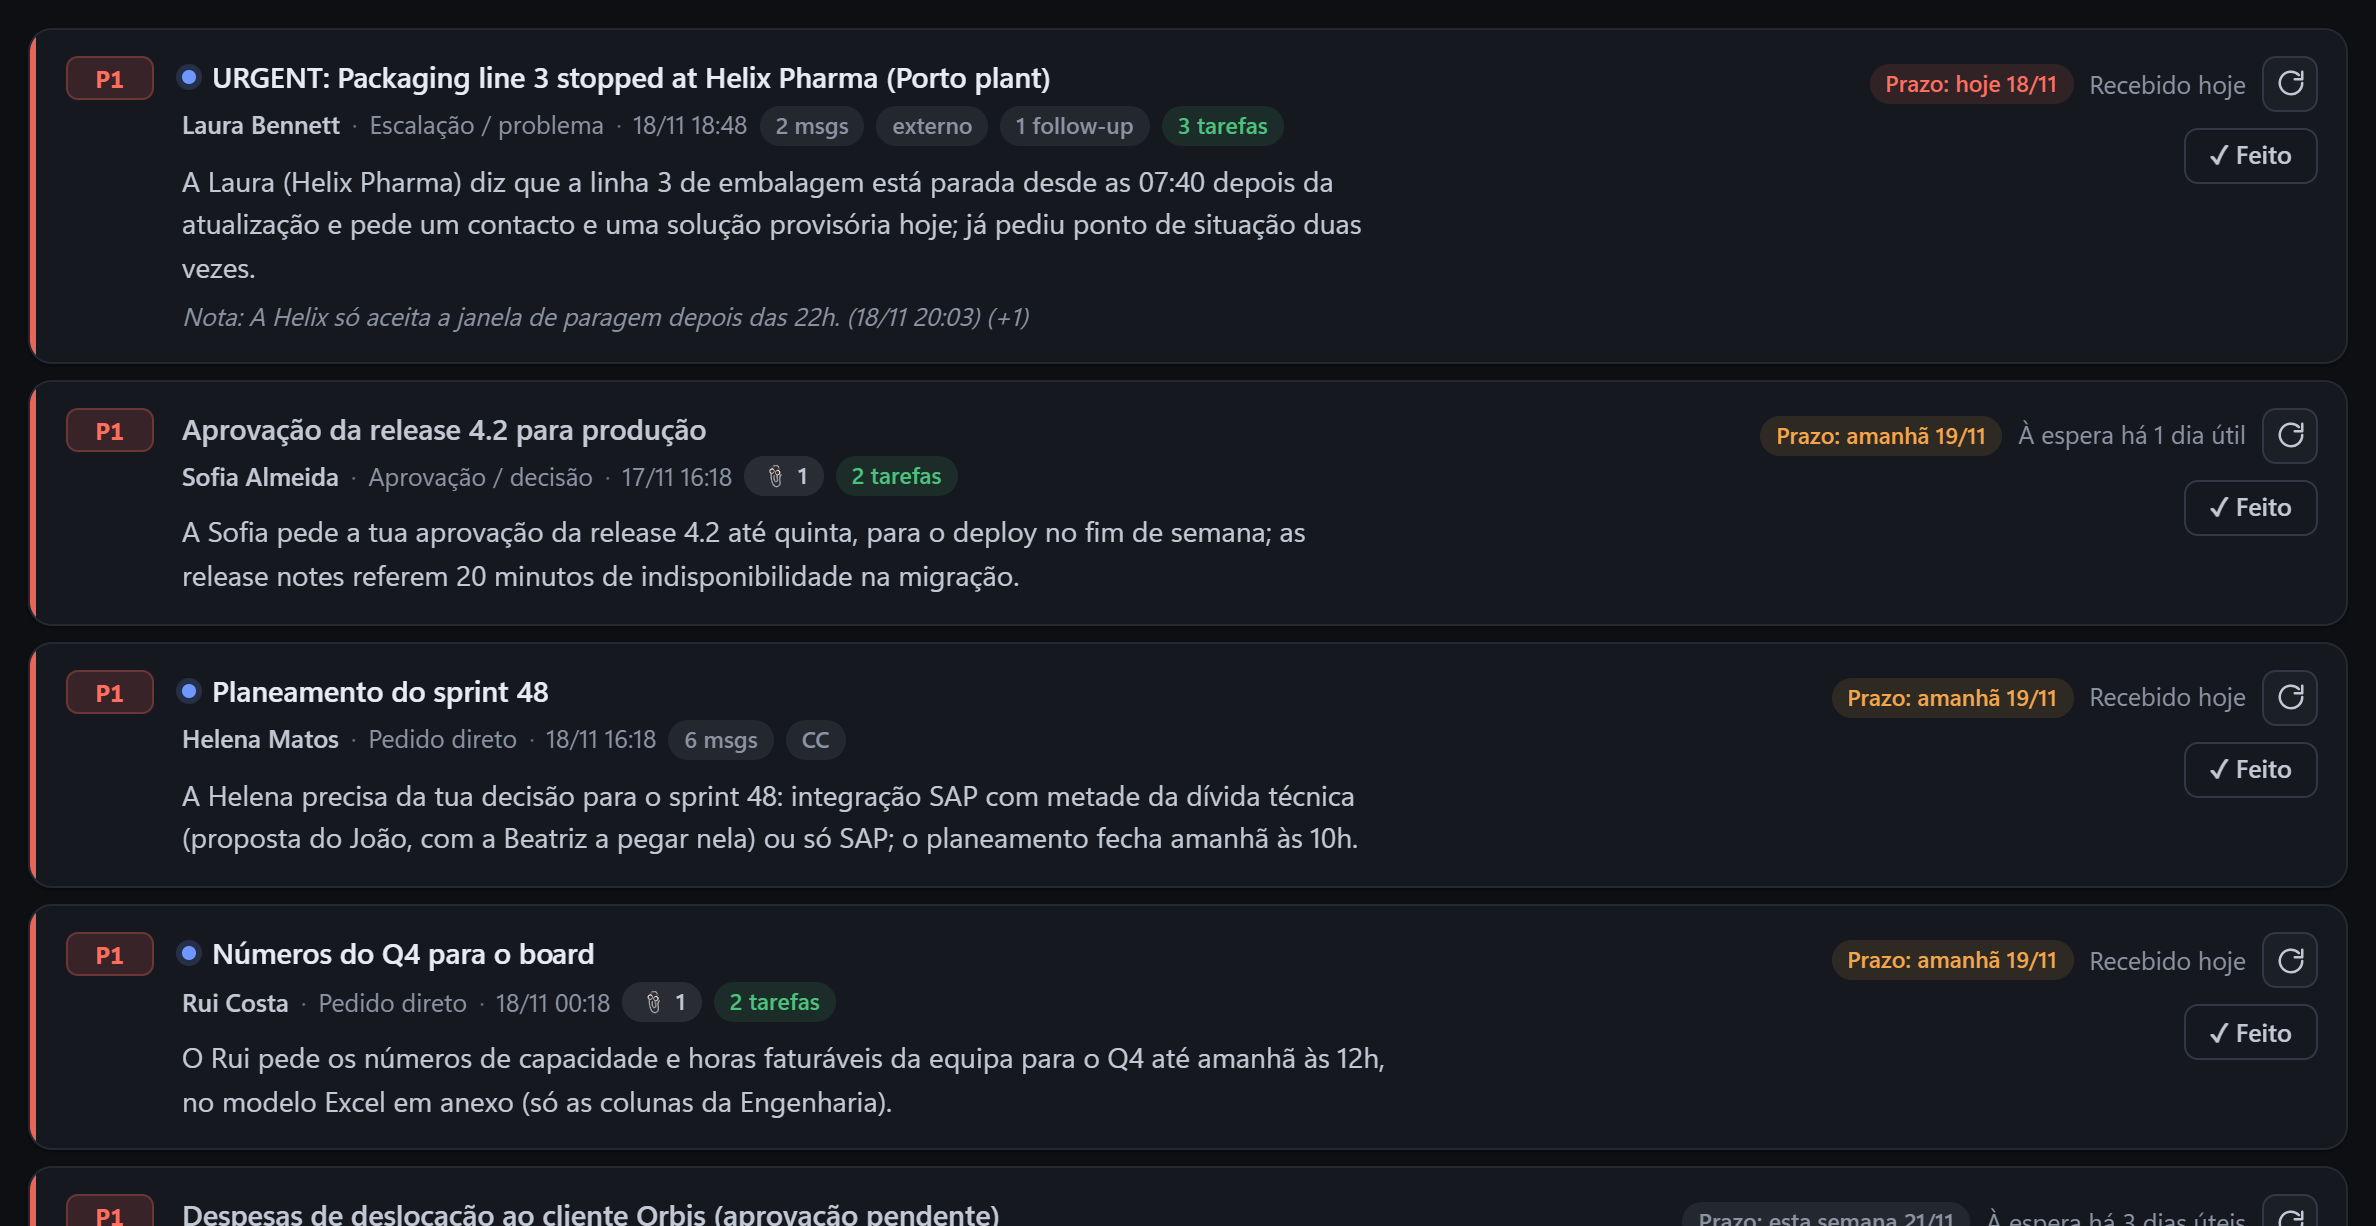 P1 URGENT: Packaging line 3 stopped at Helix Pharma (Porto plant) Prazo: hoje 18/11 Recebido hoje
Laura Bennett · Escalação / problema · 18/11 18:48 2 msgs externo 1 follow-up 3 tarefas
✓ Feito
A Laura (Helix Pharma) diz que a linha 3 de embalagem está parada desde as 07:40 depois da
atualização e pede um contacto e uma solução provisória hoje; já pediu ponto de situação duas
vezes.
Nota: A Helix só aceita a janela de paragem depois das 22h. (18/11 20:03) (+1)
P1 Aprovação da release 4.2 para produção Prazo: amanhã 19/11 À espera há 1 dia útil
Sofia Almeida · Aprovação / decisão · 17/11 16:18 1 2 tarefas
✓ Feito
A Sofia pede a tua aprovação da release 4.2 até quinta, para o deploy no fim de semana; as
release notes referem 20 minutos de indisponibilidade na migração.
P1 Planeamento do sprint 48 Prazo: amanhã 19/11 Recebido hoje
Helena Matos · Pedido direto · 18/11 16:18 6 msgs CC
✓ Feito
A Helena precisa da tua decisão para o sprint 48: integração SAP com metade da dívida técnica
(proposta do João, com a Beatriz a pegar nela) ou só SAP; o planeamento fecha amanhã às 10h.
P1 Números do Q4 para o board Prazo: amanhã 19/11 Recebido hoje
Rui Costa · Pedido direto · 18/11 00:18 1 2 tarefas
✓ Feito
O Rui pede os números de capacidade e horas faturáveis da equipa para o Q4 até amanhã às 12h,
no modelo Excel em anexo (só as colunas da Engenharia).
P1 Despesas de deslocação ao cliente Orbis (aprovação pendente) Prazo: esta semana 21/11 À espera há 3 dias úteis